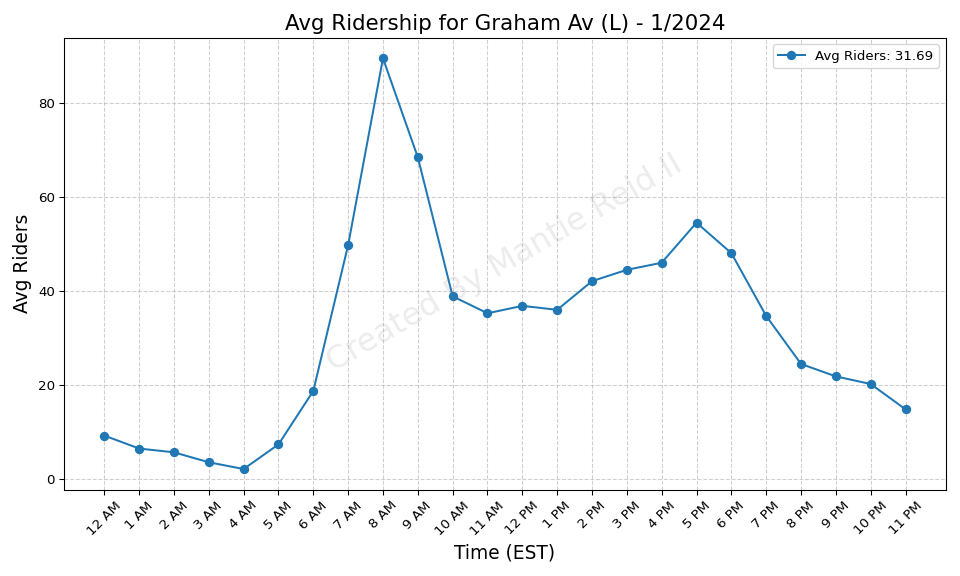 Avg Ridership for Graham Av (L) - 1/2024
Avg Riders: 31.69
Avg Riders
80
60
40
20
0
Created By Mantie Reid II
12 AM
1 AM
2 AM
3 AM
4 AM
5 AM
6 AM
7 AM
8 AM
9 AM
10 AM
11 AM
12 PM
1 PM
2 PM
3 PM
4 PM
5 PM
6 PM
7 PM
8 PM
9 PM
10 PM
11 PM
Time (EST)